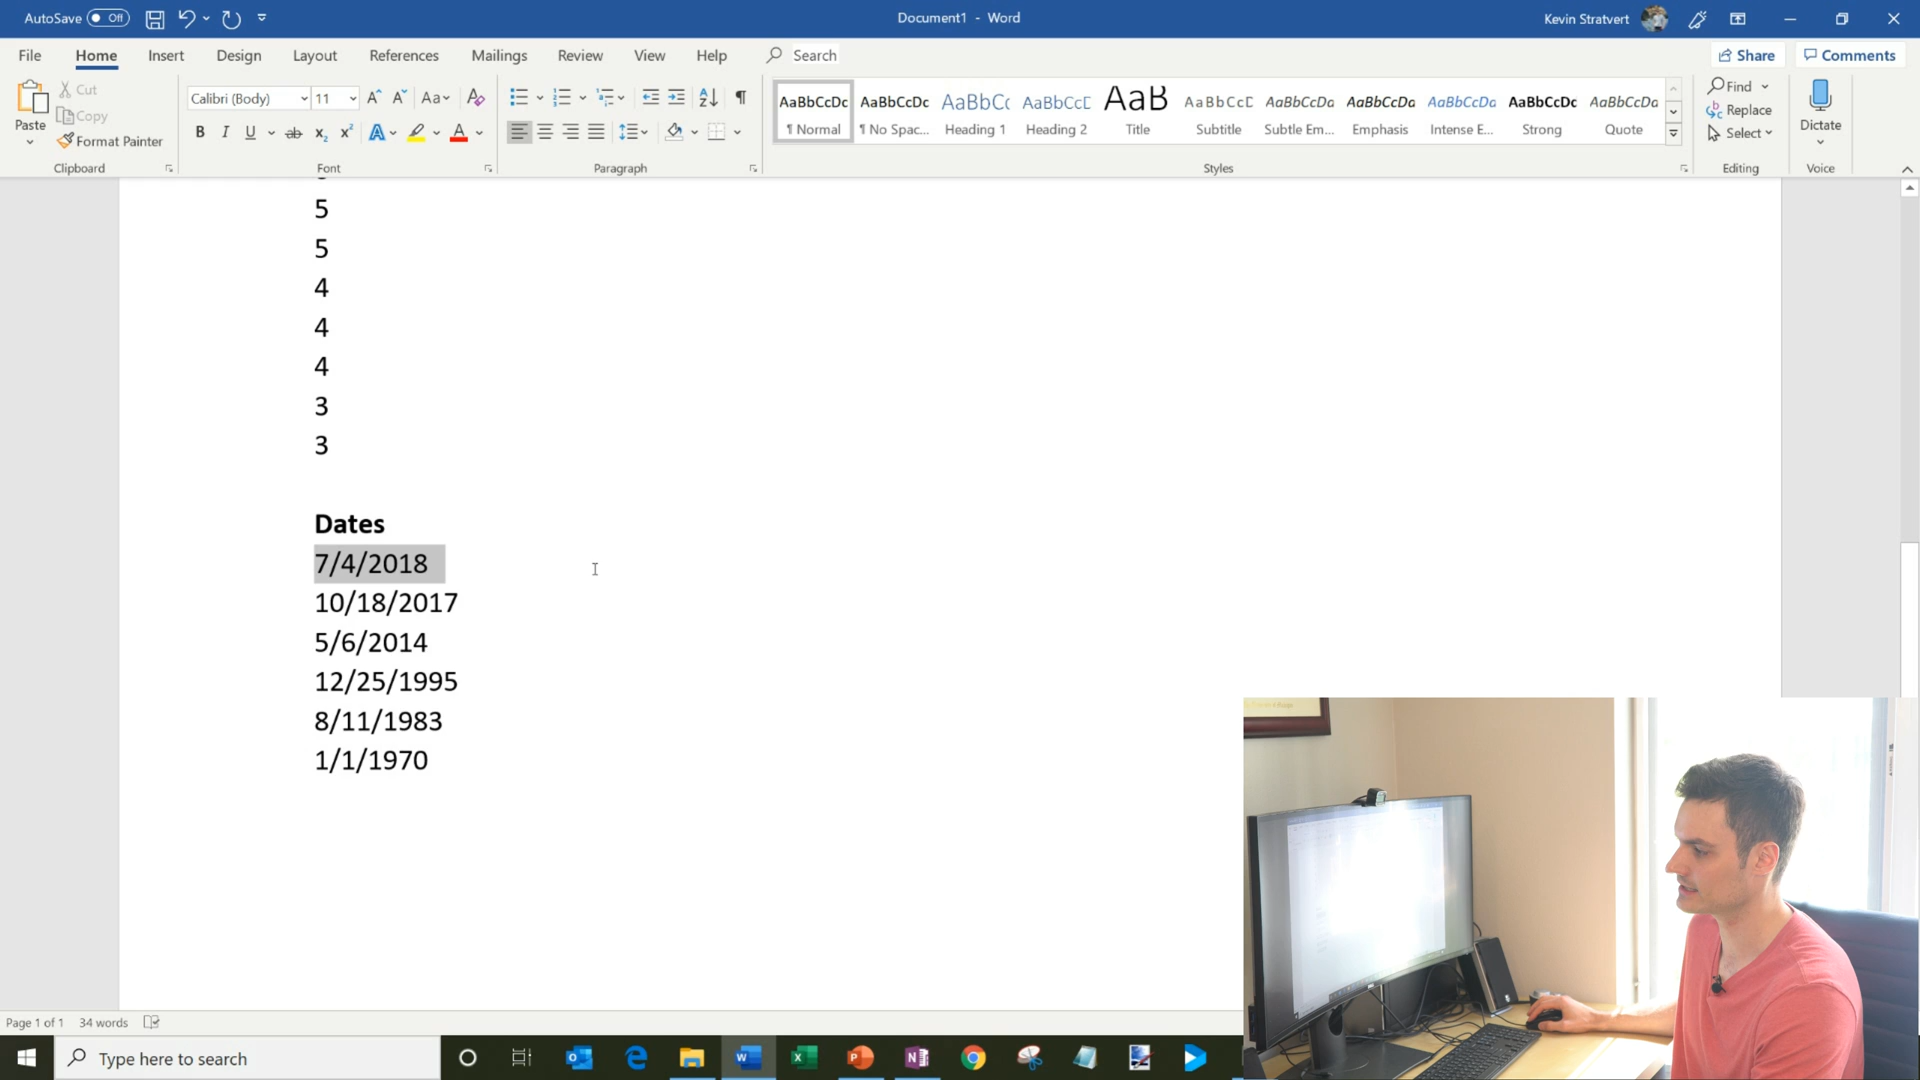 AutoSave Off
Document1 - Word
Kevin Stratvert
File Home Insert Design Layout References Mailings Review View Help Search
Share Comments
Paste
Cut
Copy
Format Painter
Clipboard
Calibri (Body) 11
Font
Paragraph
AaBbCcDc AaBbCcDc AaBbCc AaBbCcD AaB AaBbCcD AaBbCcDa AaBbCcDa AaBbCcDa AaBbCcDc AaBbCcDa
¶ Normal ¶ No Spac... Heading 1 Heading 2 Title Subtitle Subtle Em... Emphasis Intense E... Strong Quote
Styles
Find
Replace
Select
Editing
Dictate
Voice
5
5
4
4
4
3
3
Dates
7/4/2018
10/18/2017
5/6/2014
12/25/1995
8/11/1983
1/1/1970
Page 1 of 1 34 words
Type here to search